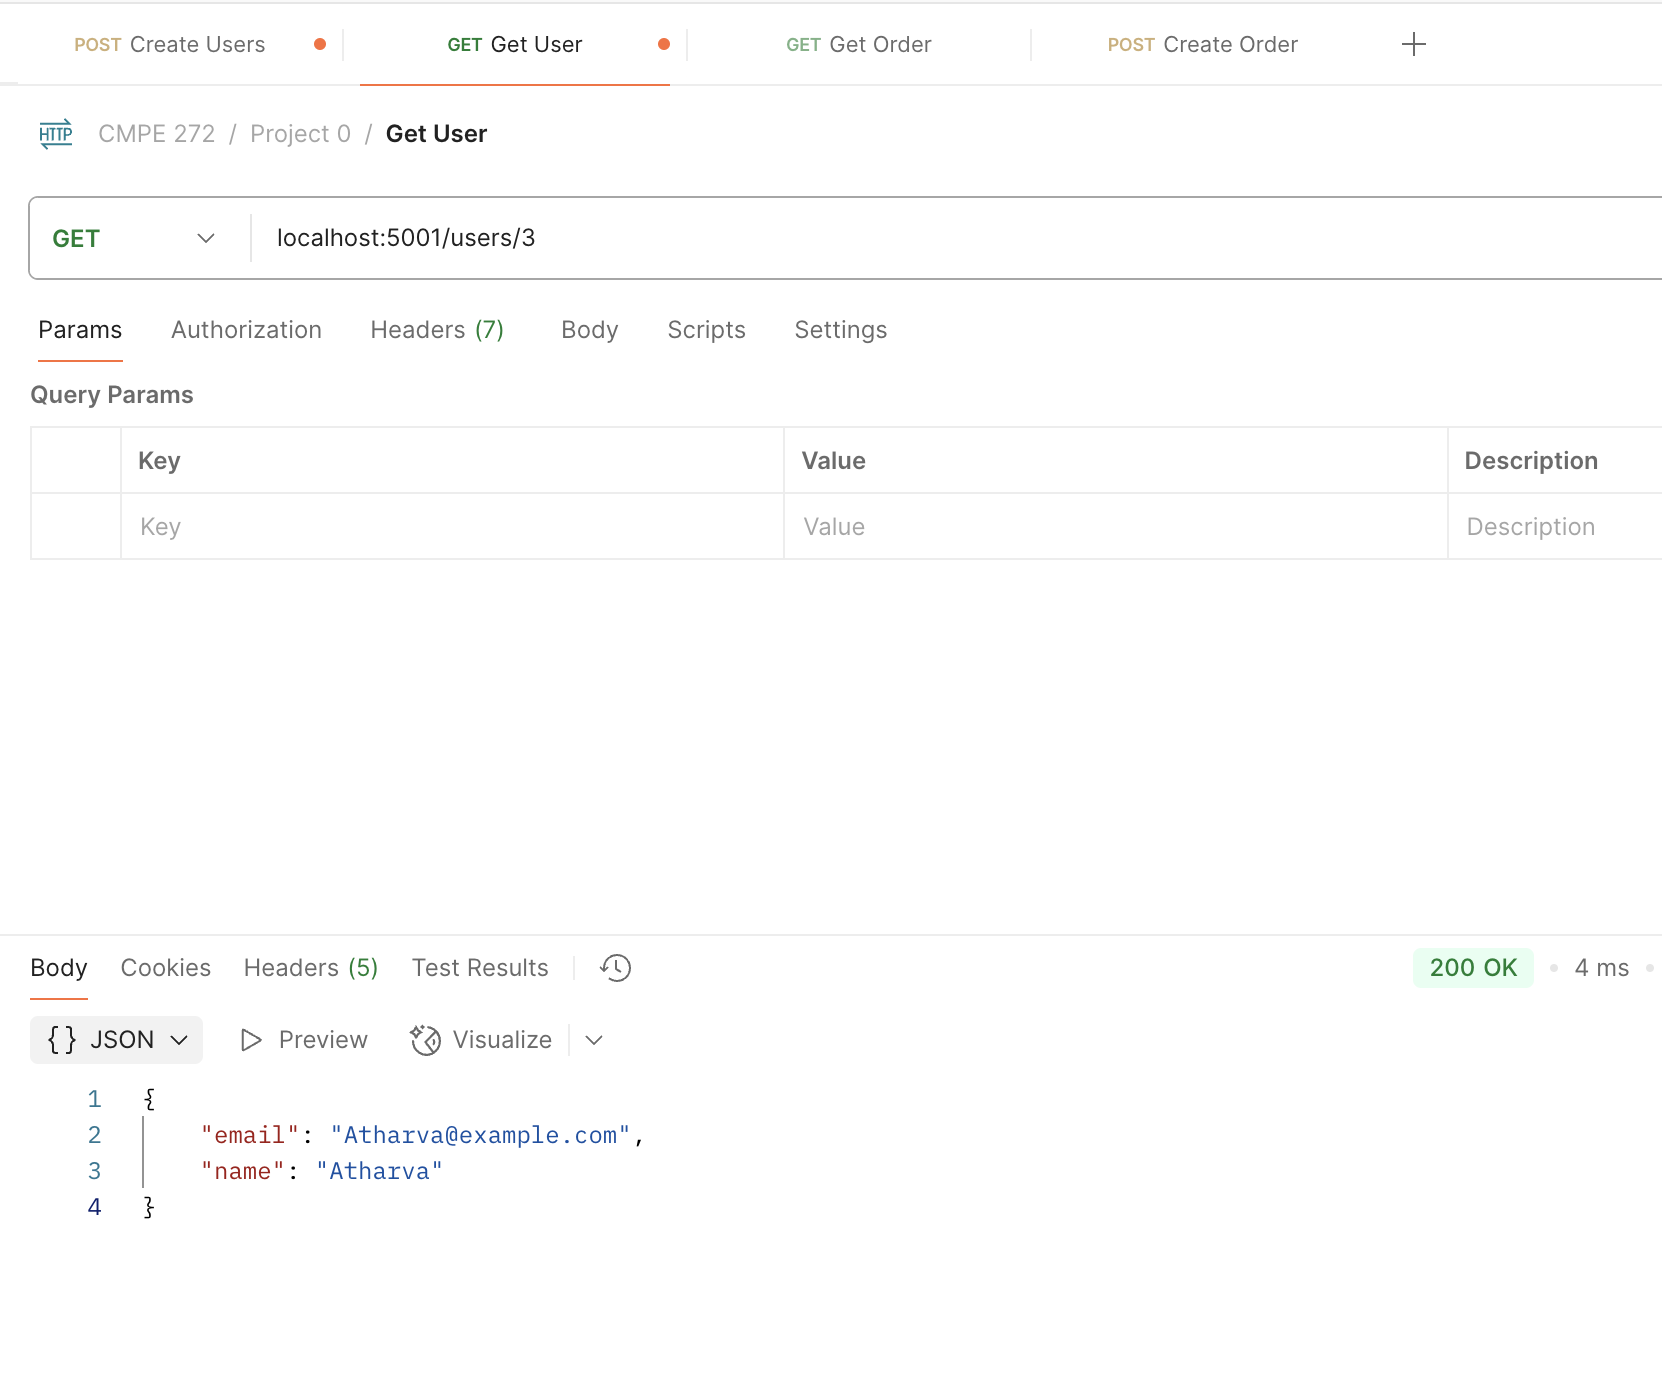 POST Create Users GET Get User GET Get Order POST Create Order
HTTP CMPE 272 / Project 0 / Get User
GET localhost:5001/users/3
Params Authorization Headers (7) Body Scripts Settings
Query Params
Key Value Description
Key Value Description
Body Cookies Headers (5) Test Results 200 OK 4 ms
{} JSON Preview Visualize
1 {
2 "email": "Atharva@example.com",
3 "name": "Atharva"
4 }